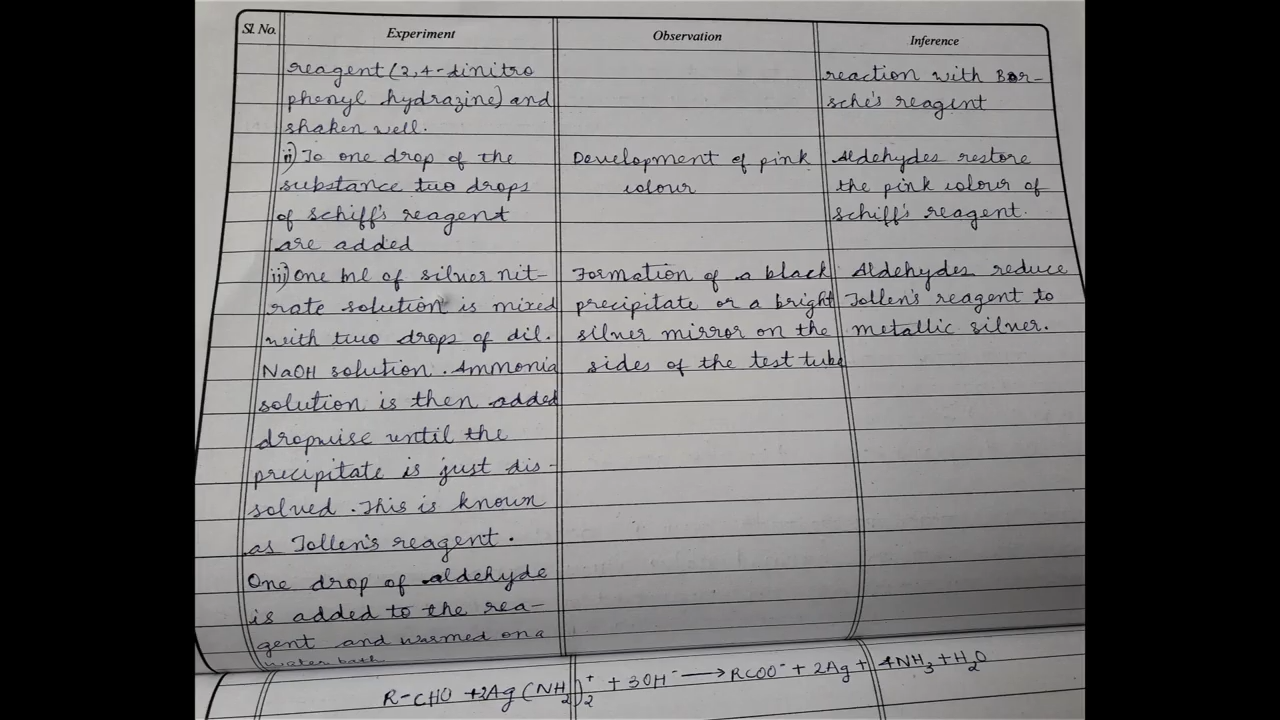 Sl. No. Experiment Observation Inference
reagent (2,4-dinitro
phenyl hydrazine) and
shaken well.
ii) To one drop of the
substance two drops
of schiff's reagent
are added
iii) One ml of silver nit-
rate solution is mixed
with two drops of dil.
NaOH solution. Ammonia
solution is then added
dropwise until the
precipitate is just dis-
solved. This is known
as Tollen's reagent.
One drop of aldehyde
is added to the rea-
gent and warmed on a
water bath
Development of pink
colour
Formation of a black
precipitate or a bright
silver mirror on the
sides of the test tube
reaction with Bor-
sche's reagent
Aldehydes restore
the pink colour of
schiff's reagent.
Aldehydes reduce
Tollen's reagent to
metallic silver.
R-CHO + 2Ag(NH2)2+ + 3OH- → RCOO- + 2Ag + 4NH3 + H2O